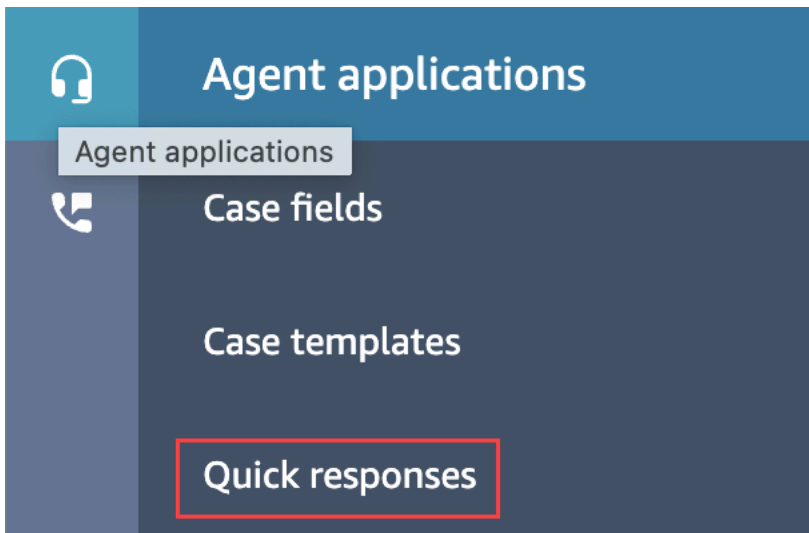 Agent applications
Agent applications
Case fields
Case templates
Quick responses